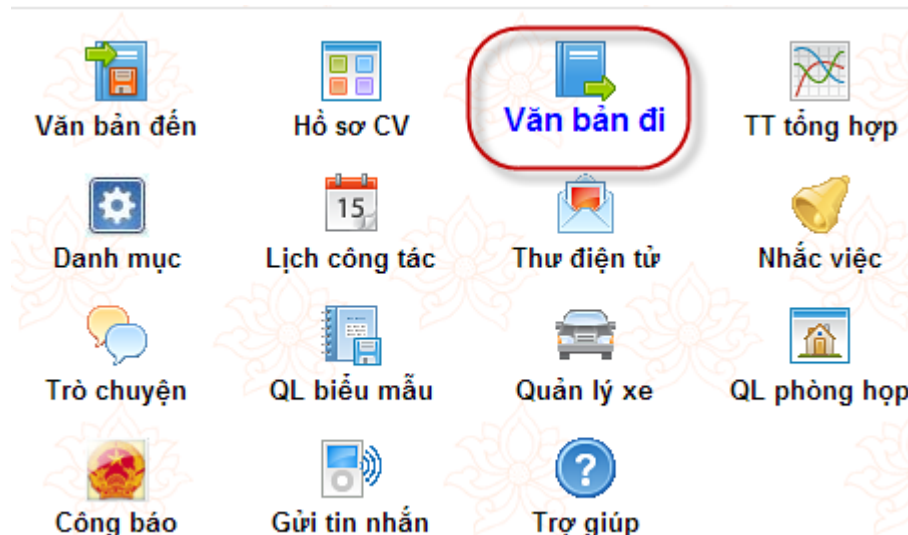 Văn bản đến
Hồ sơ CV
Văn bản đi
TT tổng hợp
15
Danh mục
Lịch công tác
Thư điện tử
Nhắc việc
Trò chuyện
QL biểu mẫu
Quản lý xe
QL phòng họp
?
Công báo
Gửi tin nhắn
Trợ giúp